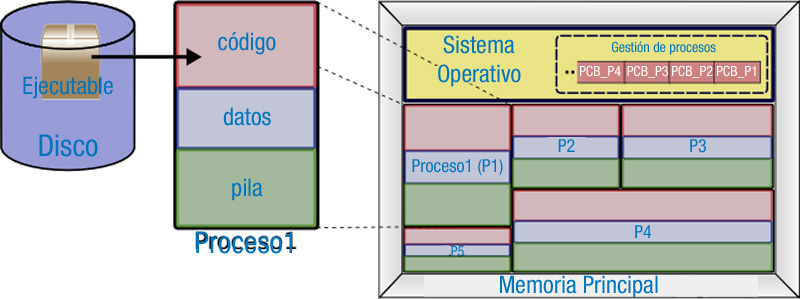 Ejecutable
Disco
código
datos
pila
Proceso1
Sistema
Operativo
Gestión de procesos
PCB_P4 PCB_P3 PCB_P2 PCB_P1
Proceso1 (P1)
P2
P3
P4
P5
Memoria Principal